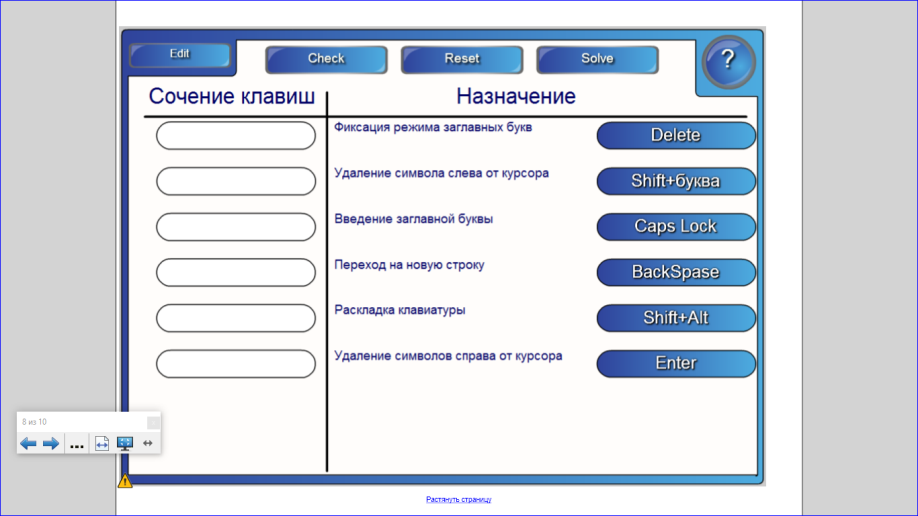 Edit
Check Reset Solve ?
Сочение клавиш Назначение
Фиксация режима заглавных букв Delete
Удаление символа слева от курсора Shift+буква
Введение заглавной буквы Caps Lock
Переход на новую строку BackSpase
Раскладка клавиатуры Shift+Alt
Удаление символов справа от курсора Enter
8 из 10
...
Растянуть страницу